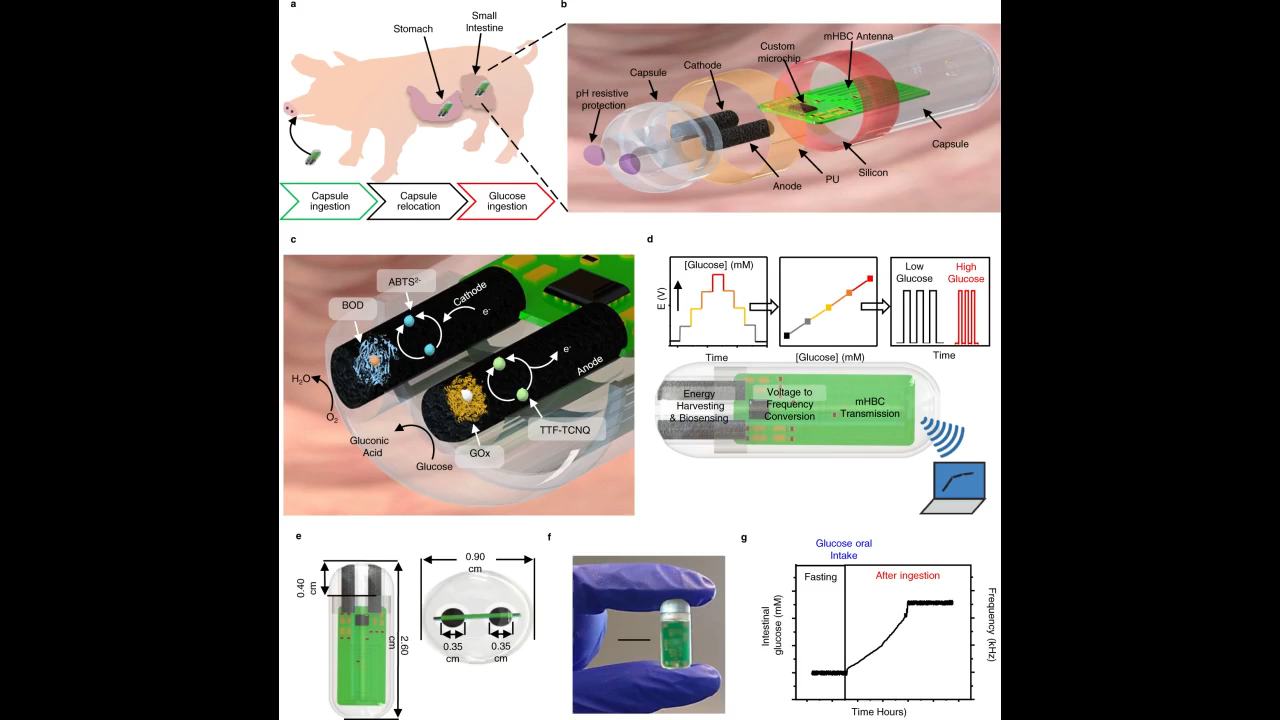 a
Stomach
Small
Intestine
Capsule
ingestion
Capsule
relocation
Glucose
ingestion
b
pH resistive
protection
Capsule
Cathode
Custom
microchip
mHBC Antenna
Anode
PU
Silicon
Capsule
c
ABTS2-
BOD
Cathode
e-
e-
Anode
H2O
O2
Gluconic
Acid
Glucose
GOx
TTF-TCNQ
d
[Glucose] (mM)
E (V)
Time
[Glucose] (mM)
Low
Glucose
High
Glucose
Time
Energy
Harvesting
& Biosensing
Voltage to
Frequency
Conversion
mHBC
Transmission
e
0.40
cm
2.60
cm
0.90
cm
0.35
cm
0.35
cm
f
g
Glucose oral
Intake
Fasting
After ingestion
Intestinal
glucose (mM)
Frequency (kHz)
Time Hours)